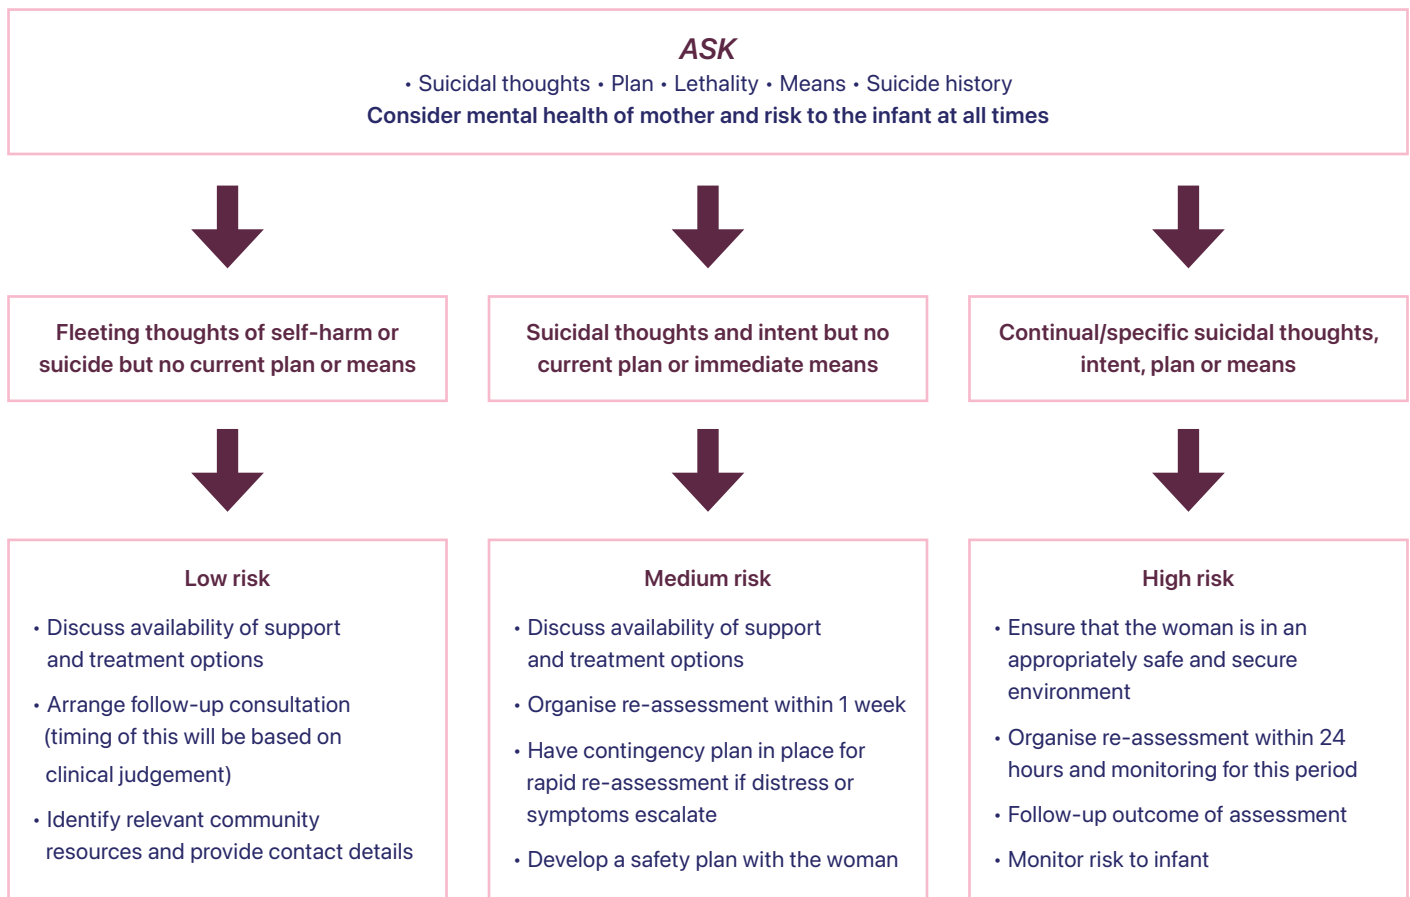 ASK
• Suicidal thoughts • Plan • Lethality • Means • Suicide history
Consider mental health of mother and risk to the infant at all times
Fleeting thoughts of self-harm or
suicide but no current plan or means
Suicidal thoughts and intent but no
current plan or immediate means
Continual/specific suicidal thoughts,
intent, plan or means
Low risk
• Discuss availability of support
and treatment options
• Arrange follow-up consultation
(timing of this will be based on
clinical judgement)
• Identify relevant community
resources and provide contact details
Medium risk
• Discuss availability of support
and treatment options
• Organise re-assessment within 1 week
• Have contingency plan in place for
rapid re-assessment if distress or
symptoms escalate
• Develop a safety plan with the woman
High risk
• Ensure that the woman is in an
appropriately safe and secure
environment
• Organise re-assessment within 24
hours and monitoring for this period
• Follow-up outcome of assessment
• Monitor risk to infant